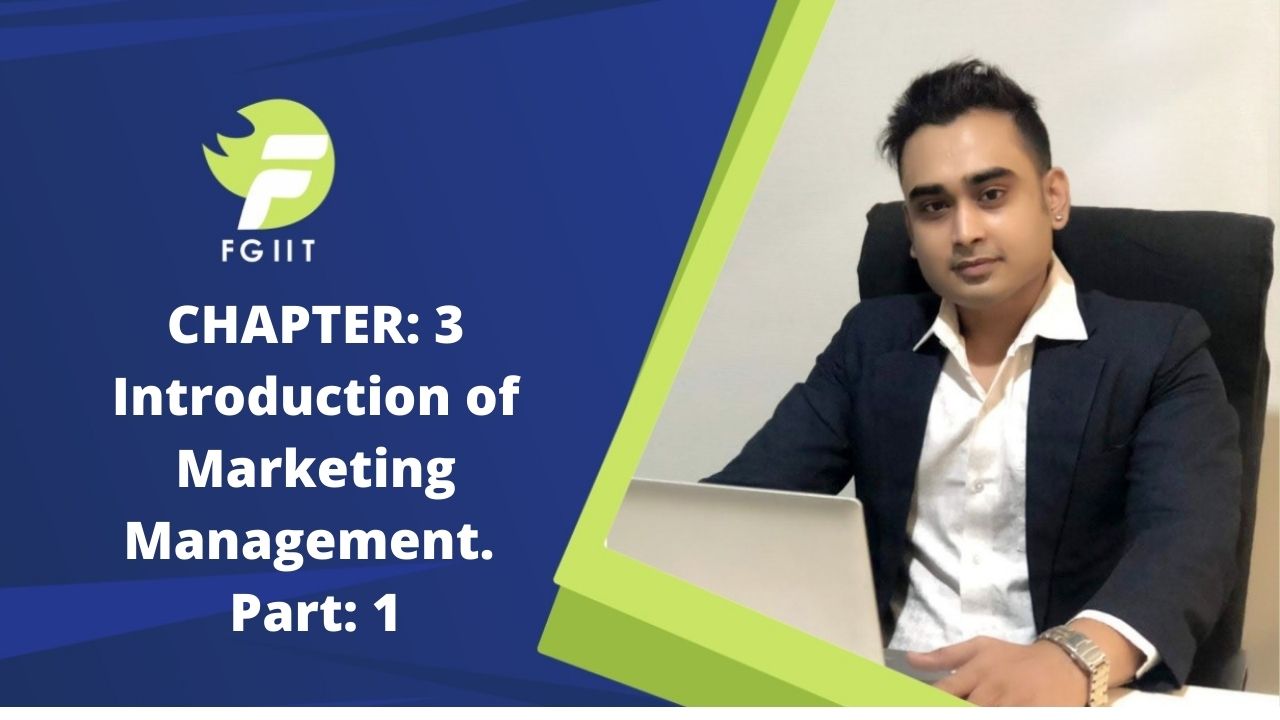 FGIIT
CHAPTER: 3
Introduction of
Marketing
Management.
Part: 1